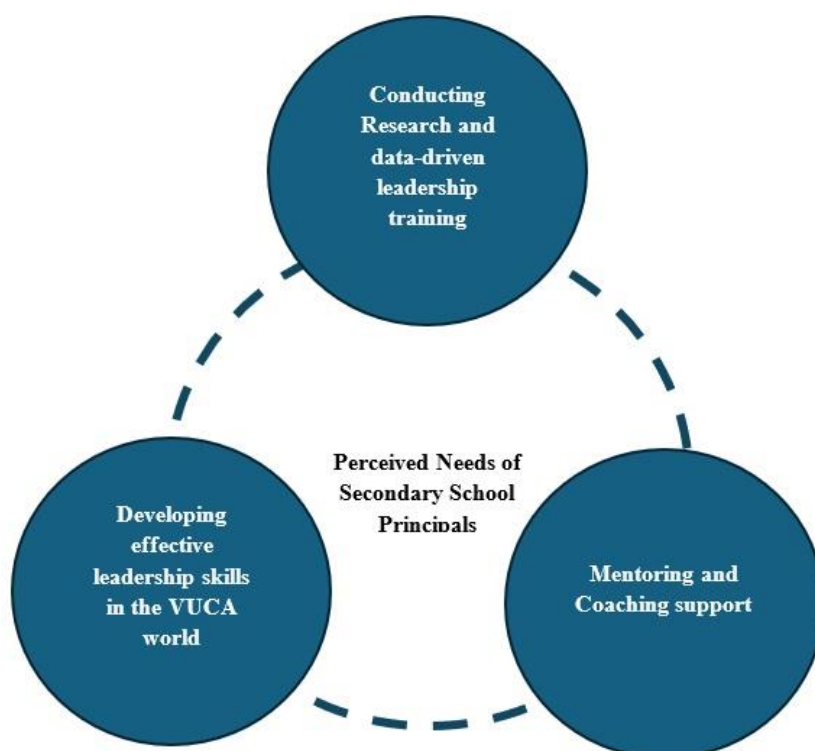 Conducting
Research and
data-driven
leadership
training
Perceived Needs of
Secondary School
Principals
Developing
effective
leadership skills
in the VUCA
world
Mentoring and
Coaching support